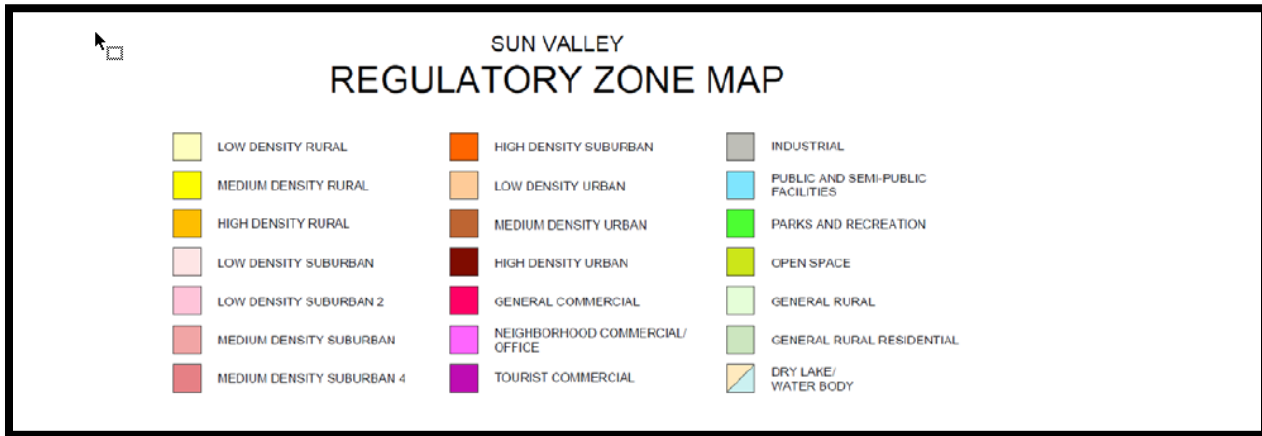 SUN VALLEY
REGULATORY ZONE MAP
LOW DENSITY RURAL
MEDIUM DENSITY RURAL
HIGH DENSITY RURAL
LOW DENSITY SUBURBAN
LOW DENSITY SUBURBAN 2
MEDIUM DENSITY SUBURBAN
MEDIUM DENSITY SUBURBAN 4
HIGH DENSITY SUBURBAN
LOW DENSITY URBAN
MEDIUM DENSITY URBAN
HIGH DENSITY URBAN
GENERAL COMMERCIAL
NEIGHBORHOOD COMMERCIAL/
OFFICE
TOURIST COMMERCIAL
INDUSTRIAL
PUBLIC AND SEMI-PUBLIC
FACILITIES
PARKS AND RECREATION
OPEN SPACE
GENERAL RURAL
GENERAL RURAL RESIDENTIAL
DRY LAKE/
WATER BODY